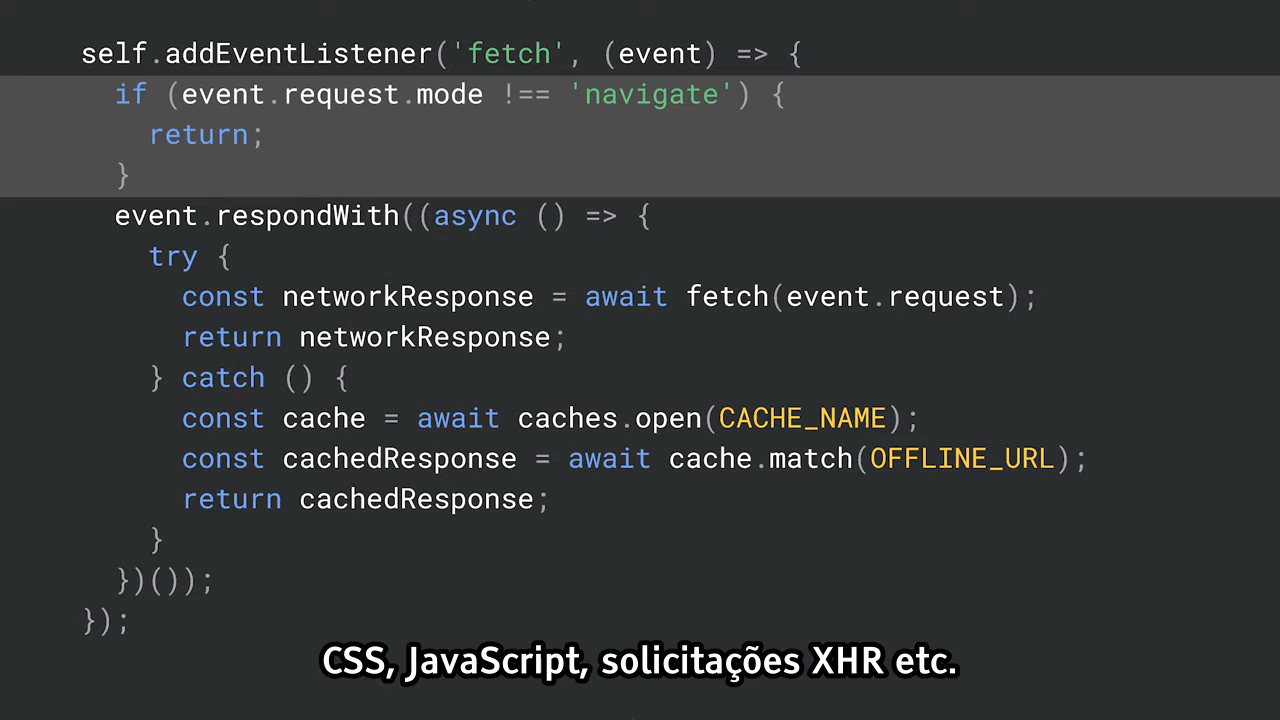 self.addEventListener('fetch', (event) => {
  if (event.request.mode !== 'navigate') {
    return;
  }
  event.respondWith((async () => {
    try {
      const networkResponse = await fetch(event.request);
      return networkResponse;
    } catch () {
      const cache = await caches.open(CACHE_NAME);
      const cachedResponse = await cache.match(OFFLINE_URL);
      return cachedResponse;
    }
  })());
});
CSS, JavaScript, solicitações XHR etc.